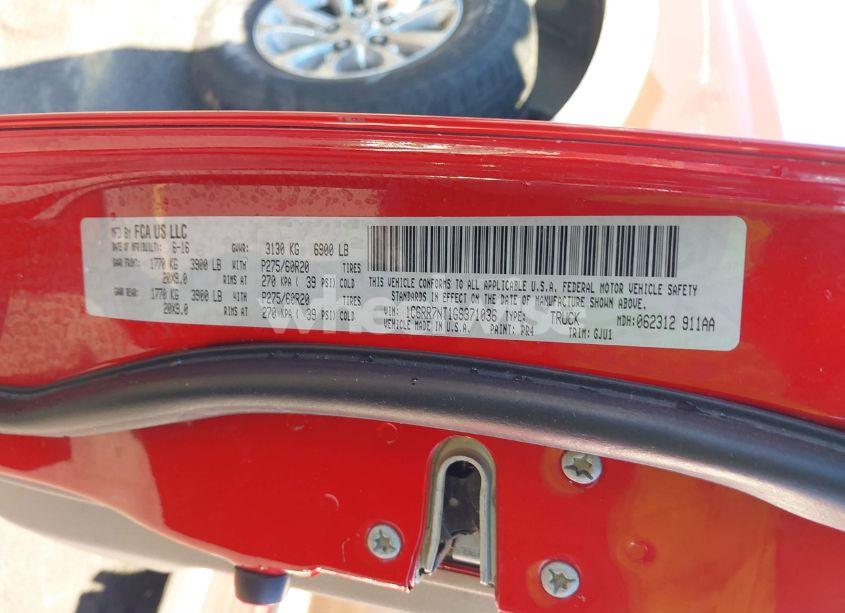 MFD BY FCA US LLC
DATE OF MFR(BUILT): 6-16 GVWR: 3130 KG 6900 LB
GAWR FRONT: 1770 KG 3900 LB WITH P275/60R20 TIRES
20X9.0 RIMS AT 270 KPA ( 39 PSI) COLD
GAWR REAR: 1770 KG 3900 LB WITH P275/60R20 TIRES
20X9.0 RIMS AT 270 KPA ( 39 PSI) COLD
THIS VEHICLE CONFORMS TO ALL APPLICABLE U.S.A. FEDERAL MOTOR VEHICLE SAFETY
STANDARDS IN EFFECT ON THE DATE OF MANUFACTURE SHOWN ABOVE.
VIN: 1C6RR7NT1GS371036 TYPE: TRUCK MDH: 062312 911AA
VEHICLE MADE IN U.S.A. PAINT: PR4 TRIM: GJU1